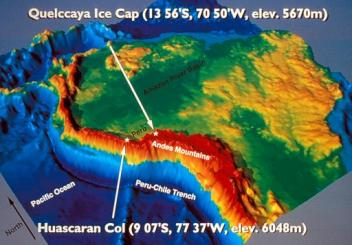 Quelccaya Ice Cap (13 56'S, 70 50'W, elev. 5670m)
Amazon River Basin
Peru
Andes Mountains
Peru-Chile Trench
Pacific Ocean
North
Huascaran Col (9 07'S, 77 37'W, elev. 6048m)